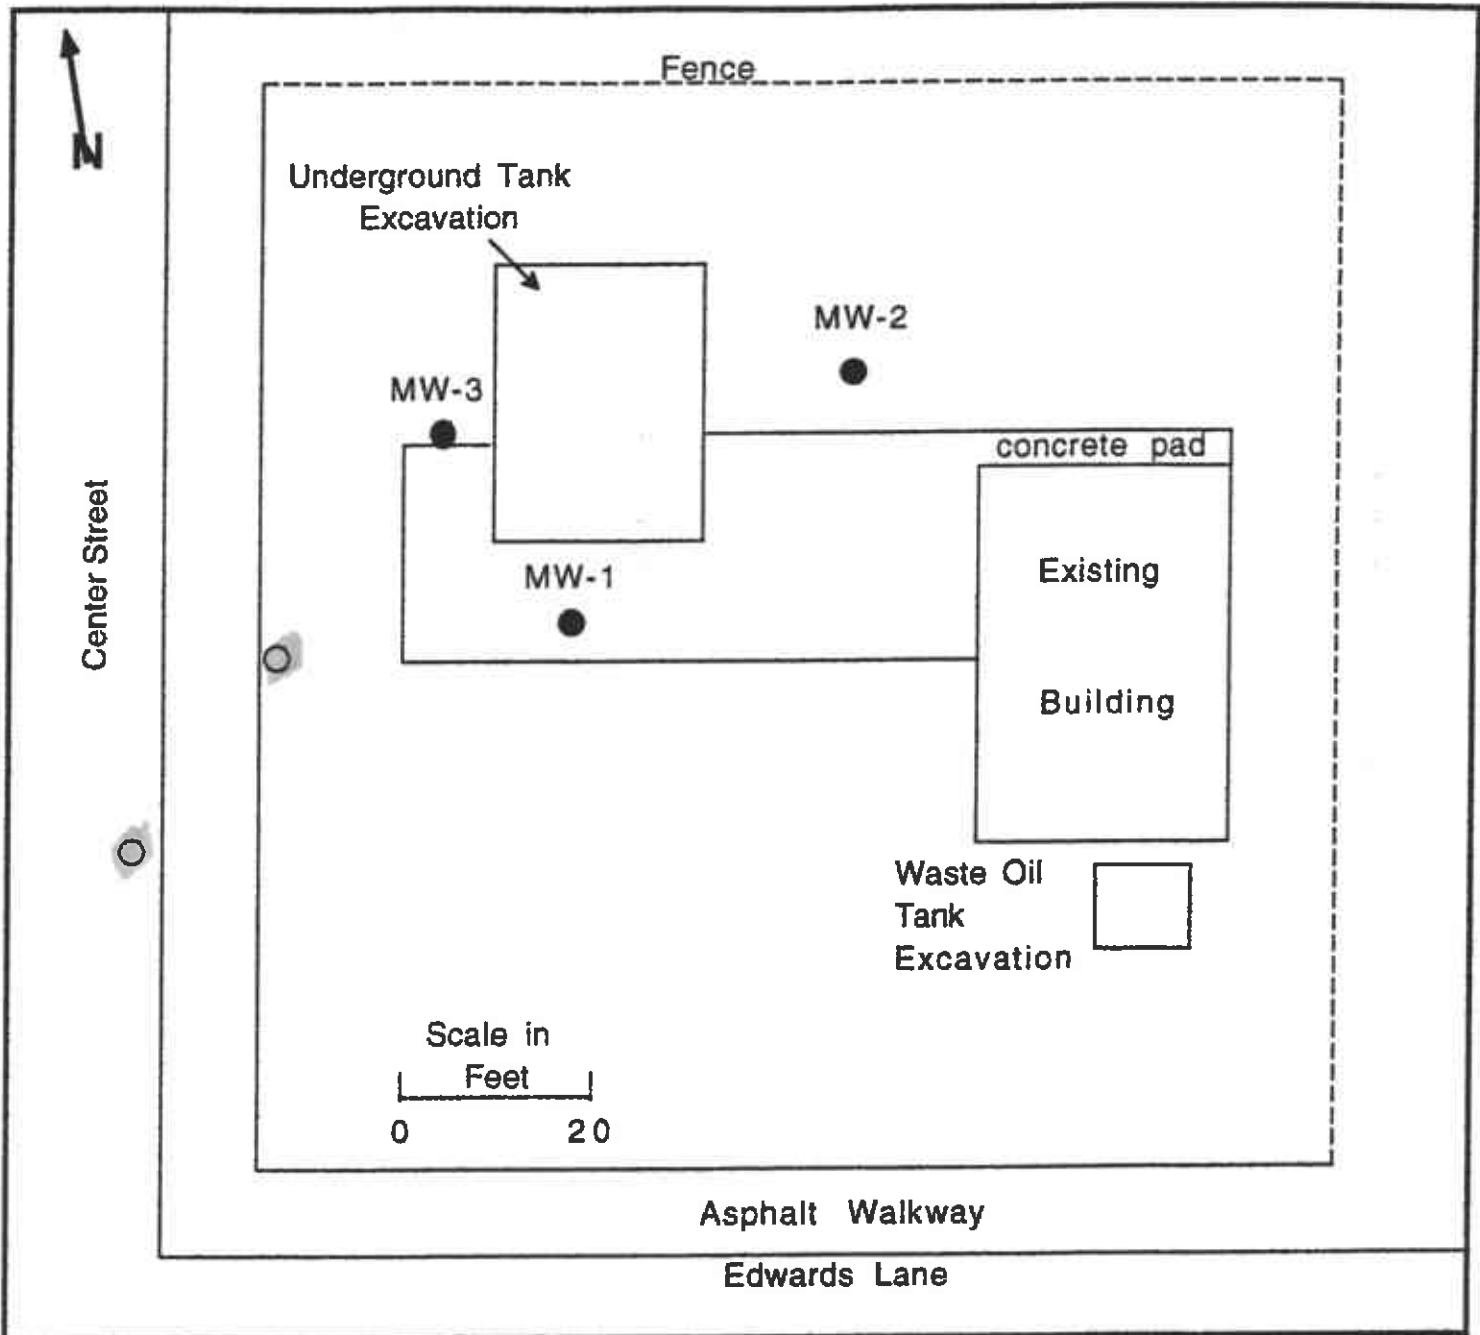 Fence
N
Underground Tank
Excavation
MW-2
MW-3
concrete pad
Center Street
MW-1
Existing
Building
Waste Oil
Tank
Excavation
Scale in
Feet
0 20
Asphalt Walkway
Edwards Lane